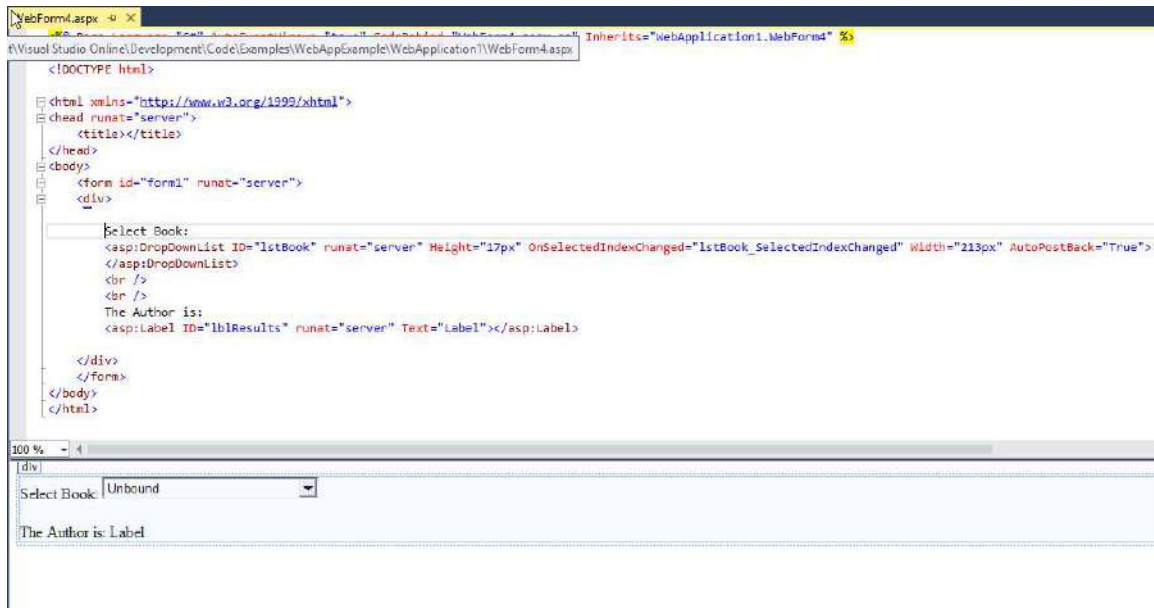 WebForm4.aspx
Inherits="WebApplication1.WebForm4" %>
t\Visual Studio Online\Development\Code\Examples\WebAppExample\WebApplication1\WebForm4.aspx
<!DOCTYPE html>
<html xmlns="http://www.w3.org/1999/xhtml">
<head runat="server">
<title></title>
</head>
<body>
<form id="form1" runat="server">
<div>
Select Book:
<asp:DropDownList ID="lstBook" runat="server" Height="17px" OnSelectedIndexChanged="lstBook_SelectedIndexChanged" Width="213px" AutoPostBack="True">
</asp:DropDownList>
<br />
<br />
The Author is:
<asp:Label ID="lblResults" runat="server" Text="Label"></asp:Label>
</div>
</form>
</body>
</html>
100 %
div
Select Book: Unbound
The Author is: Label